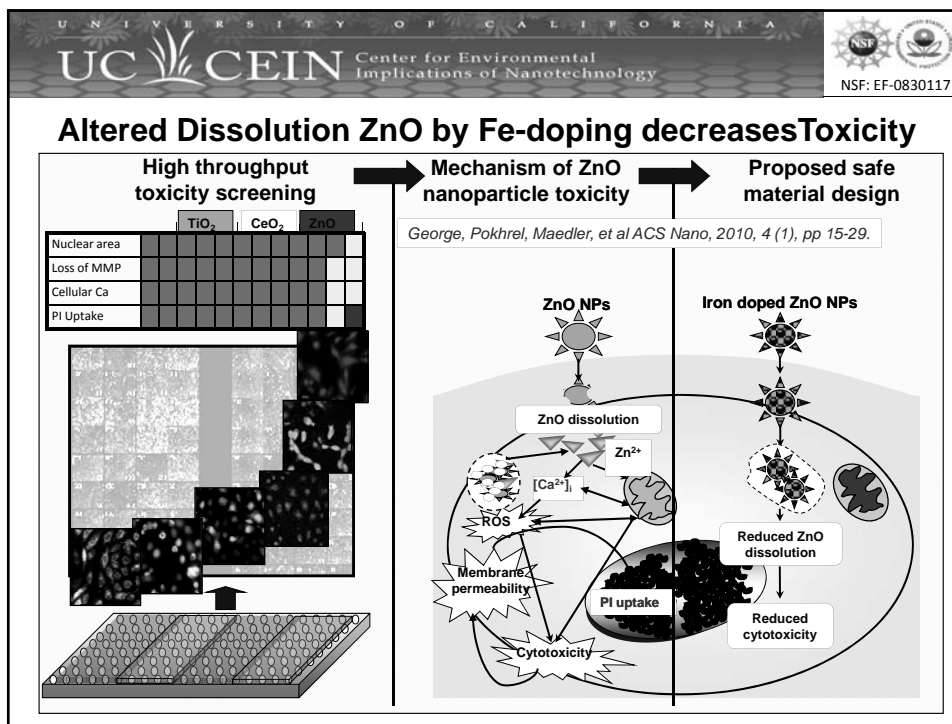 UNIVERSITY OF CALIFORNIA
UC CEIN Center for Environmental
Implications of Nanotechnology
NSF
NSF: EF-0830117
Altered Dissolution ZnO by Fe-doping decreasesToxicity
High throughput
toxicity screening
Mechanism of ZnO
nanoparticle toxicity
Proposed safe
material design
TiO2 CeO2 ZnO
Nuclear area
Loss of MMP
Cellular Ca
PI Uptake
George, Pokhrel, Maedler, et al ACS Nano, 2010, 4 (1), pp 15-29.
ZnO NPs
Iron doped ZnO NPs
ZnO dissolution
Zn2+
[Ca2+]i
ROS
Membrane
permeability
PI uptake
Cytotoxicity
Reduced ZnO
dissolution
Reduced
cytotoxicity